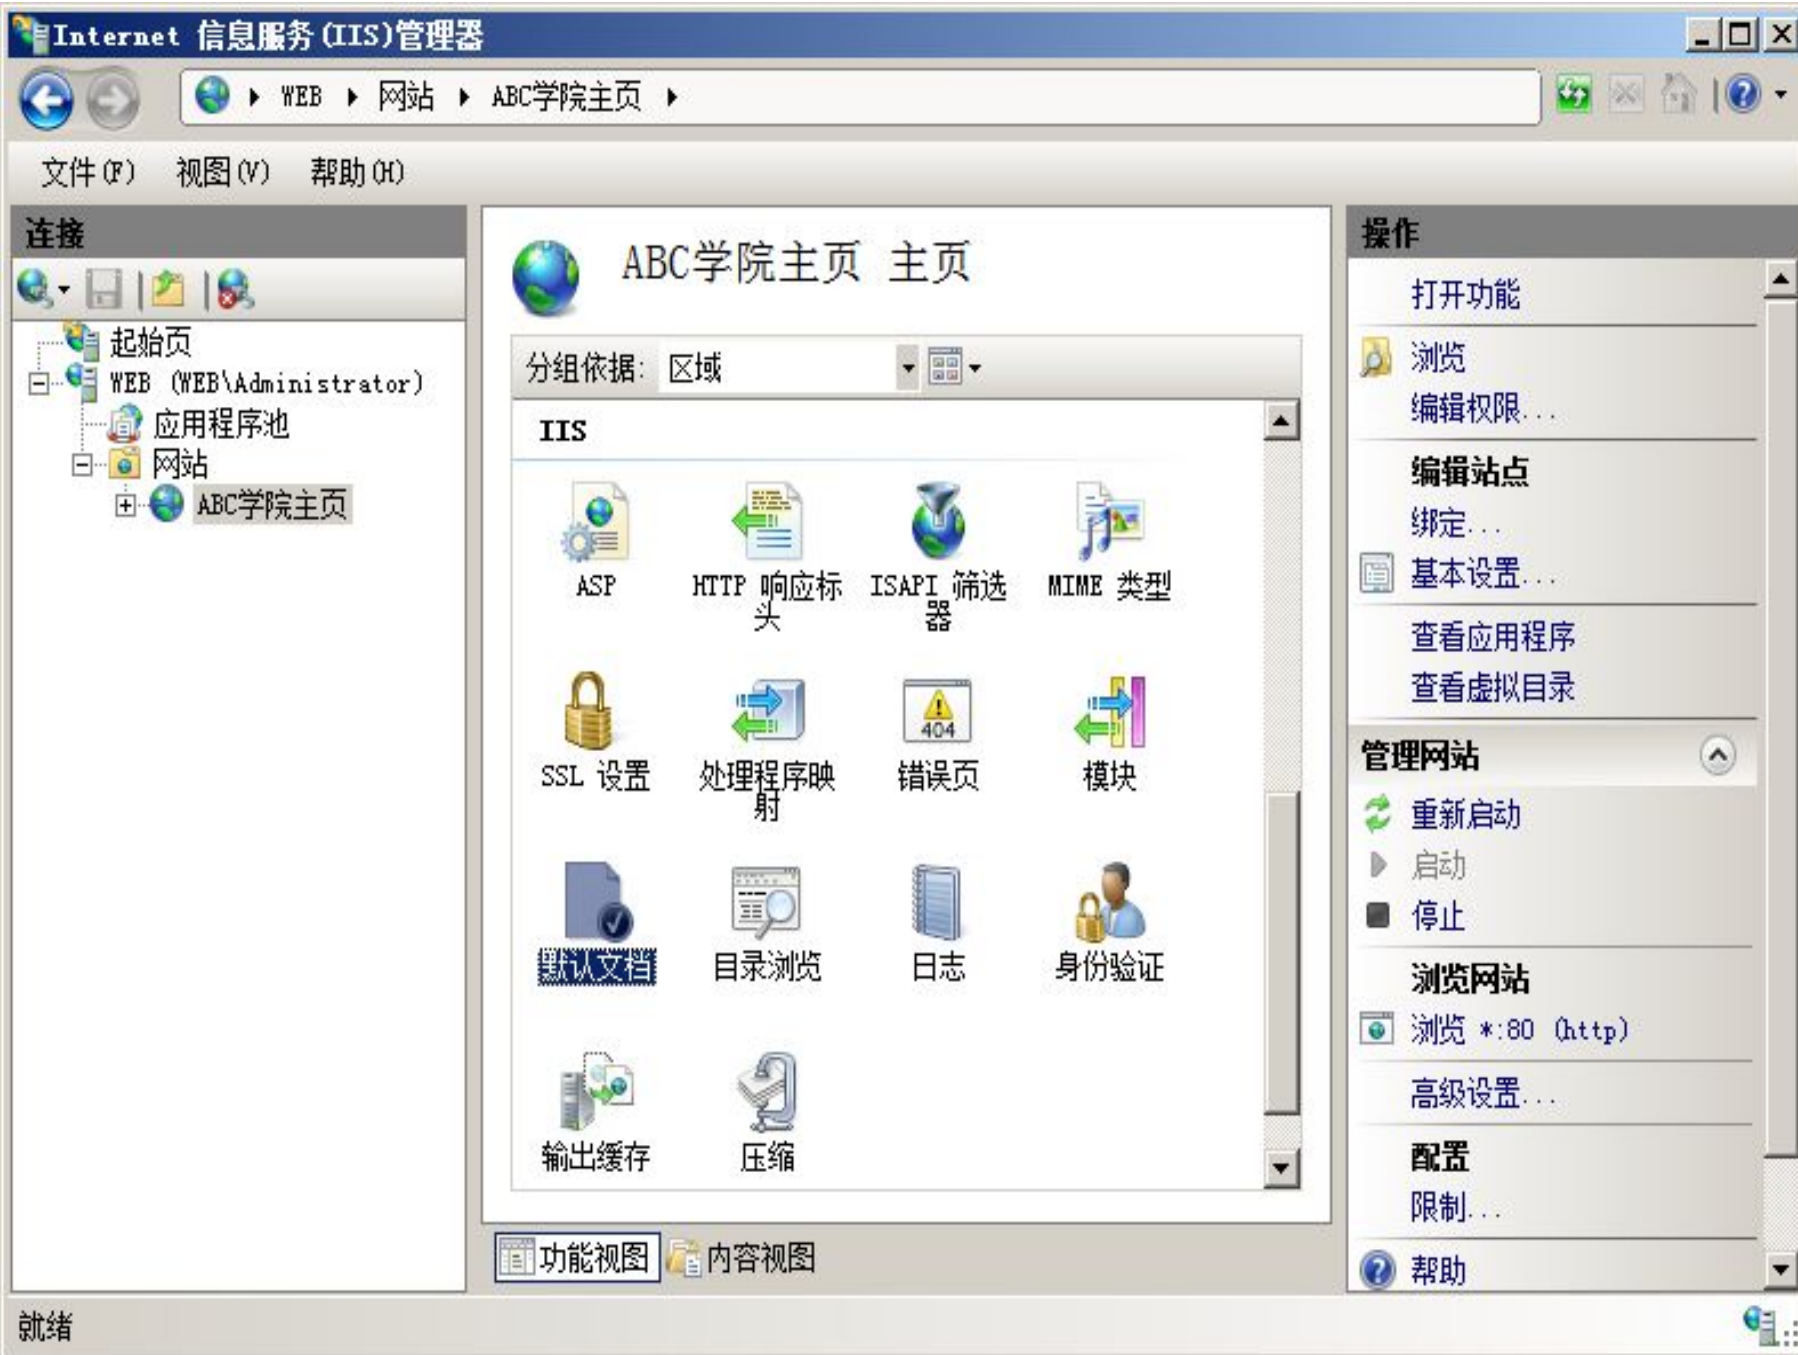 Internet 信息服务(IIS)管理器
WEB 网站 ABC学院主页
文件(F) 视图(V) 帮助(H)
连接
起始页
WEB (WEB\Administrator)
应用程序池
网站
ABC学院主页
ABC学院主页 主页
分组依据: 区域
IIS
ASP
HTTP 响应标
头
ISAPI 筛选
器
MIME 类型
SSL 设置
处理程序映
射
404
错误页
模块
默认文档
目录浏览
日志
身份验证
输出缓存
压缩
功能视图
内容视图
操作
打开功能
浏览
编辑权限...
编辑站点
绑定...
基本设置...
查看应用程序
查看虚拟目录
管理网站
重新启动
启动
停止
浏览网站
浏览 *:80 (http)
高级设置...
配置
限制...
帮助
就绪